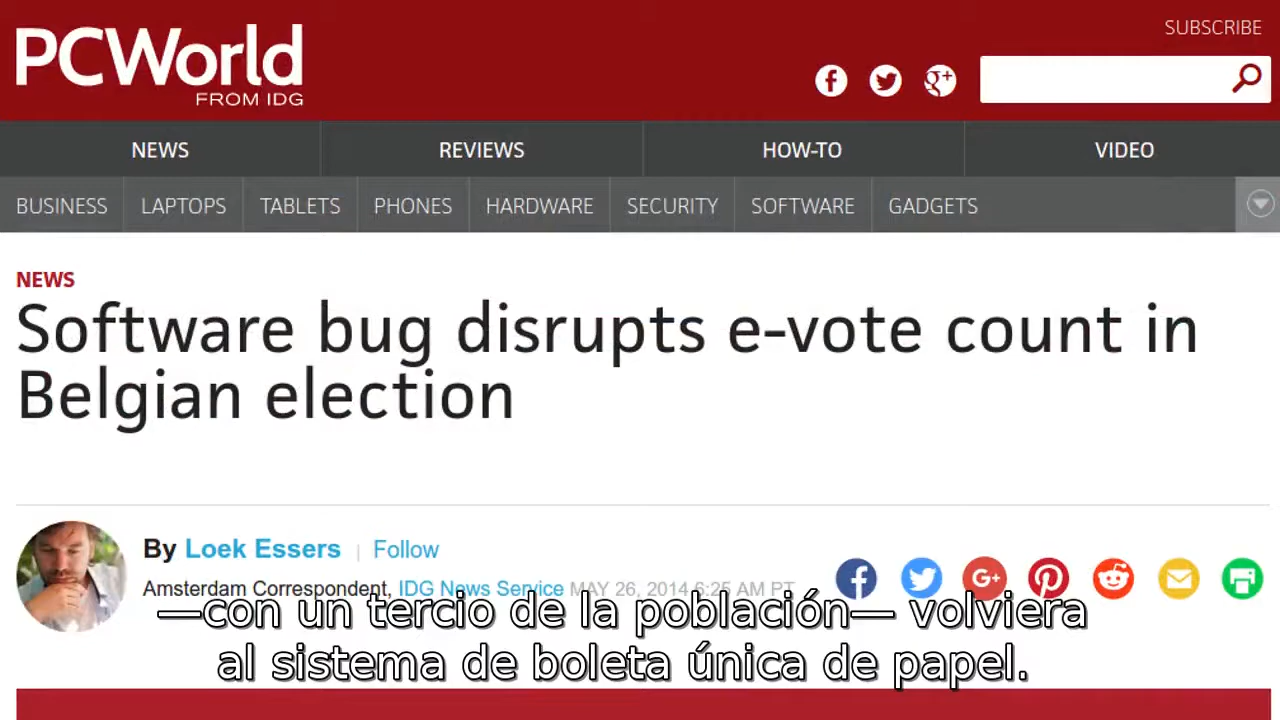 PCWorld
FROM IDG
SUBSCRIBE
NEWS REVIEWS HOW-TO VIDEO
BUSINESS LAPTOPS TABLETS PHONES HARDWARE SECURITY SOFTWARE GADGETS
NEWS
Software bug disrupts e-vote count in
Belgian election
By Loek Essers | Follow
Amsterdam Correspondent, IDG News Service MAY 26, 2014 6:25 AM PT
—con un tercio de la población— volviera
al sistema de boleta única de papel.